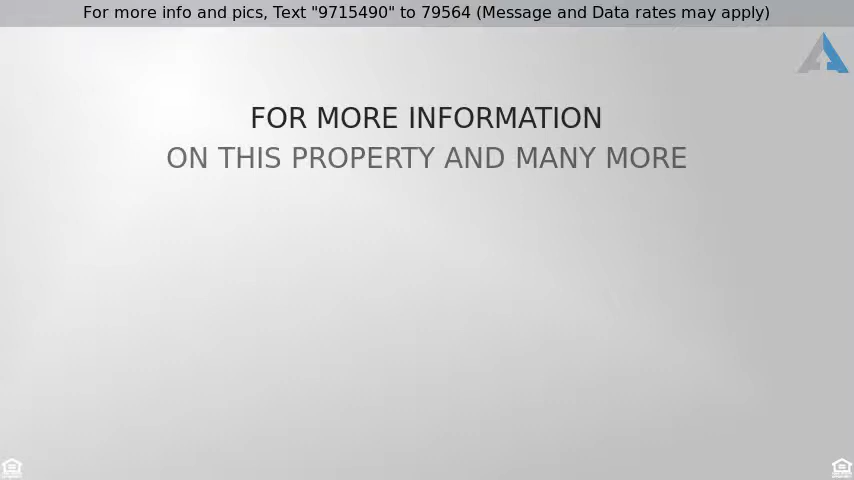 For more info and pics, Text "9715490" to 79564 (Message and Data rates may apply)
FOR MORE INFORMATION
ON THIS PROPERTY AND MANY MORE